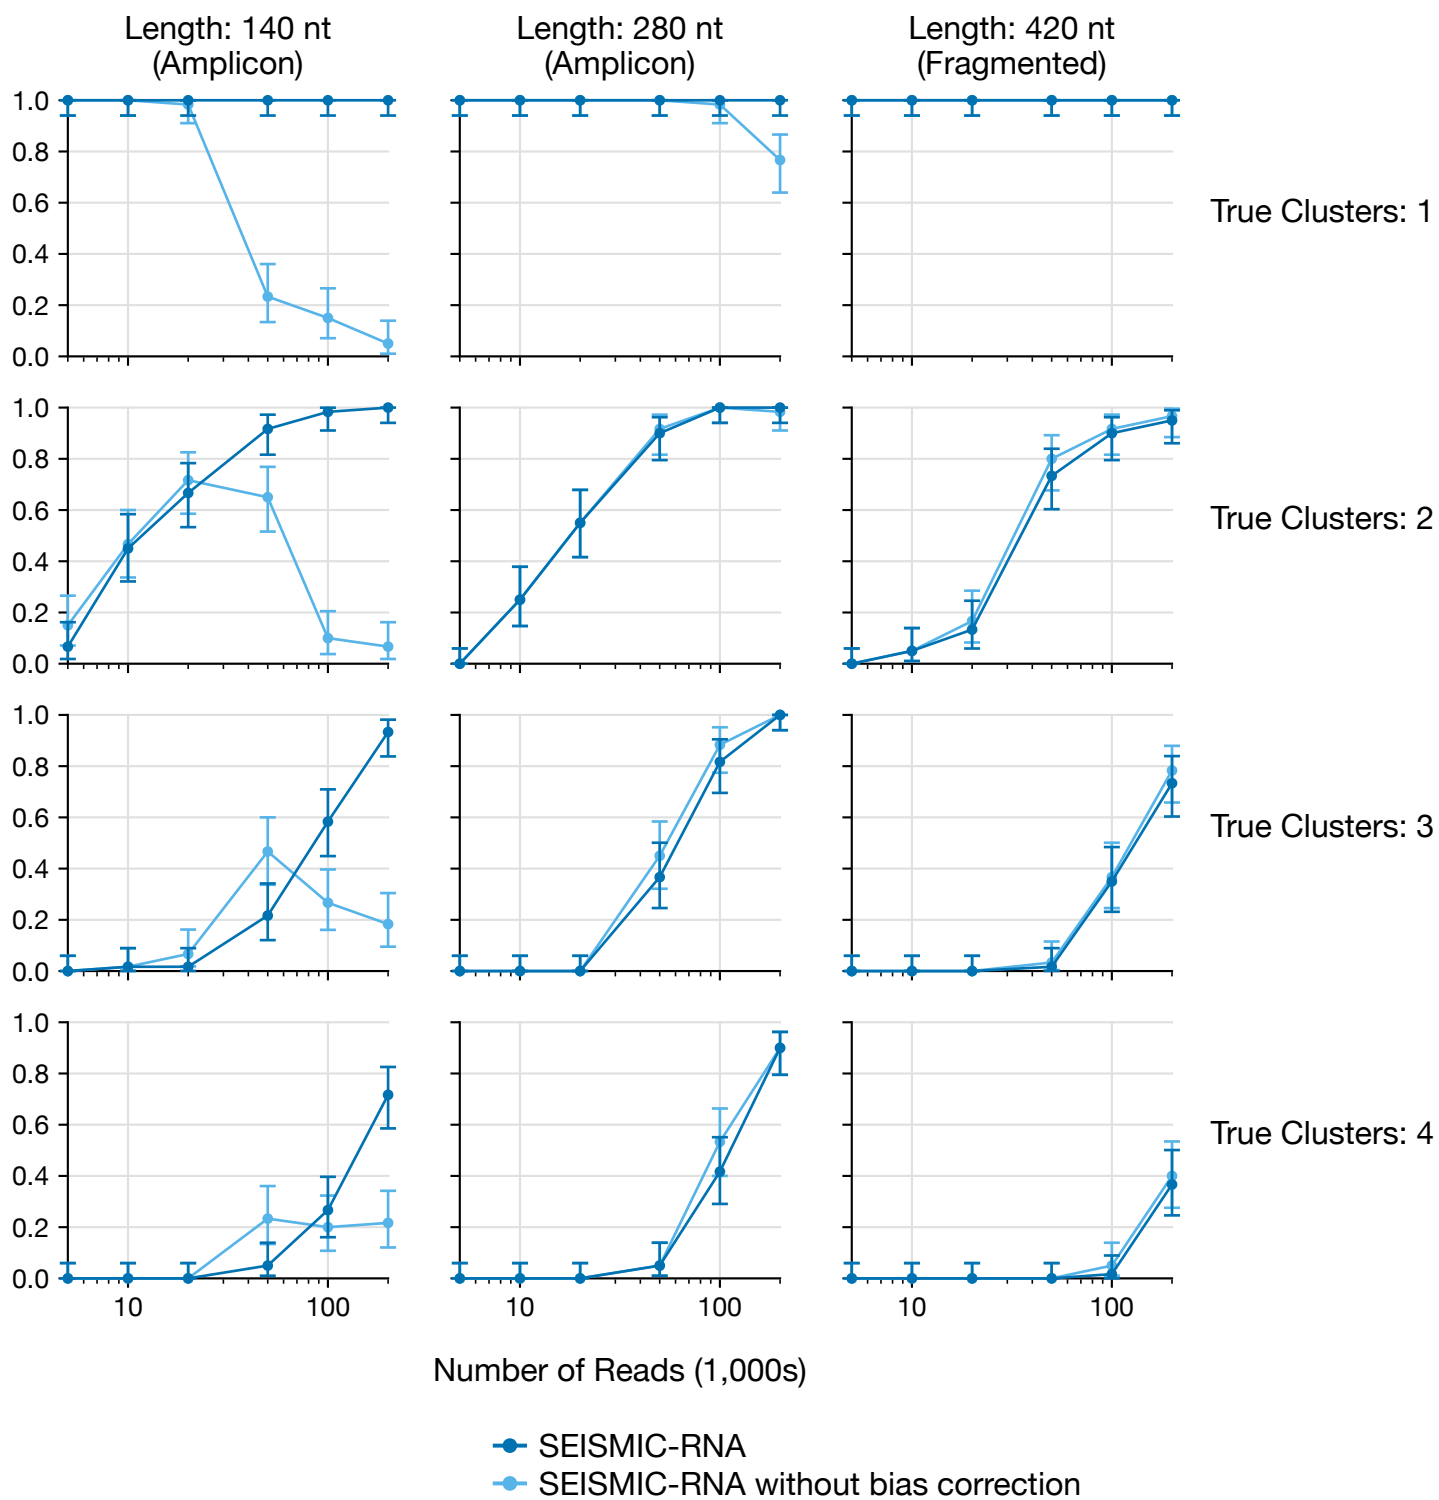 Length: 140 nt
(Amplicon)
Length: 280 nt
(Amplicon)
Length: 420 nt
(Fragmented)
1.0
0.8
0.6
0.4
0.2
0.0
True Clusters: 1
1.0
0.8
0.6
0.4
0.2
0.0
True Clusters: 2
1.0
0.8
0.6
0.4
0.2
0.0
True Clusters: 3
1.0
0.8
0.6
0.4
0.2
0.0
True Clusters: 4
10 100
10 100
10 100
Number of Reads (1,000s)
SEISMIC-RNA
SEISMIC-RNA without bias correction